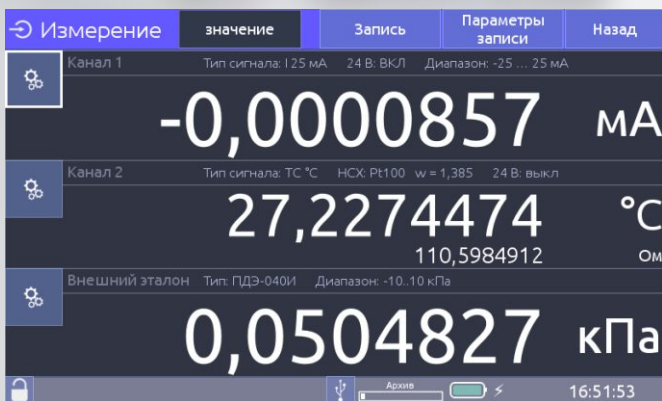 Измерение значение Запись Параметры записи Назад
Канал 1 Тип сигнала: I 25 мА 24 В: ВКЛ Диапазон: -25 ... 25 мА
-0,0000857 мА
Канал 2 Тип сигнала: ТС °С НСХ: Pt100 w = 1,385 24 В: выкл
27,2274474 °С
110,5984912 Ом
Внешний эталон Тип: ПДЭ-040И Диапазон: -10..10 кПа
0,0504827 кПа
Архив 16:51:53